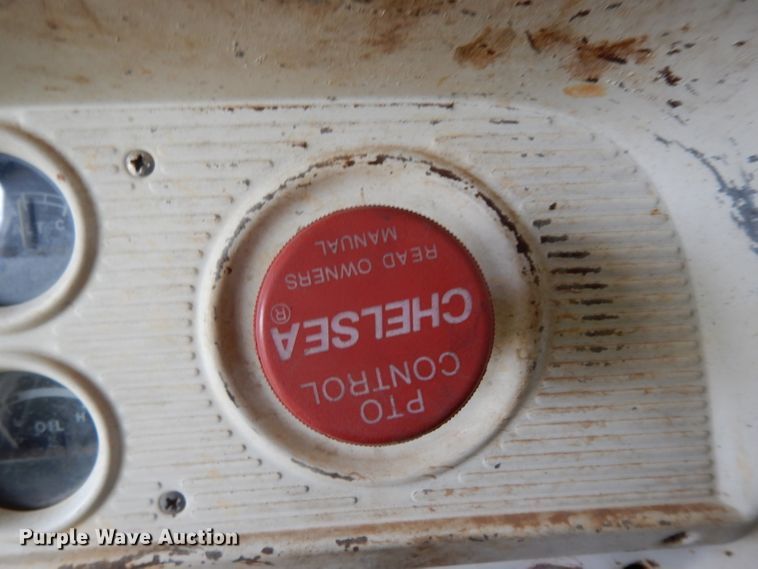 PTO
CONTROL
CHELSEA®
READ OWNERS
MANUAL
C
OIL H
Purple Wave Auction